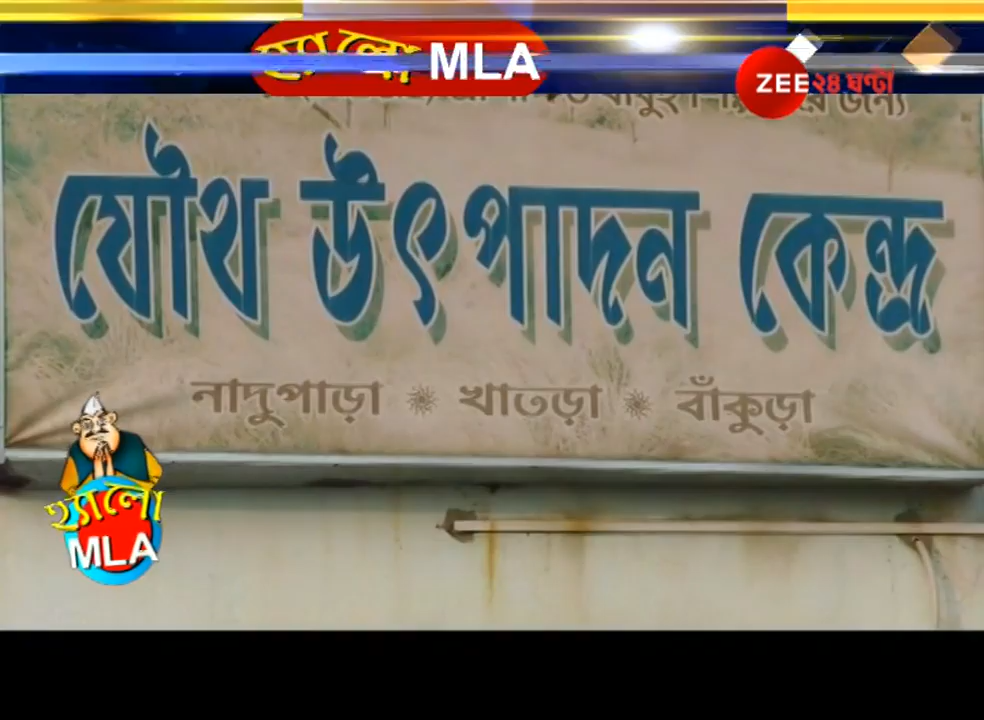 হ্যালো MLA
ZEE ২৪ ঘণ্টা
যৌথ উৎপাদন কেন্দ্র
নাদুপাড়া * খাতড়া * বাঁকুড়া
হ্যালো
MLA